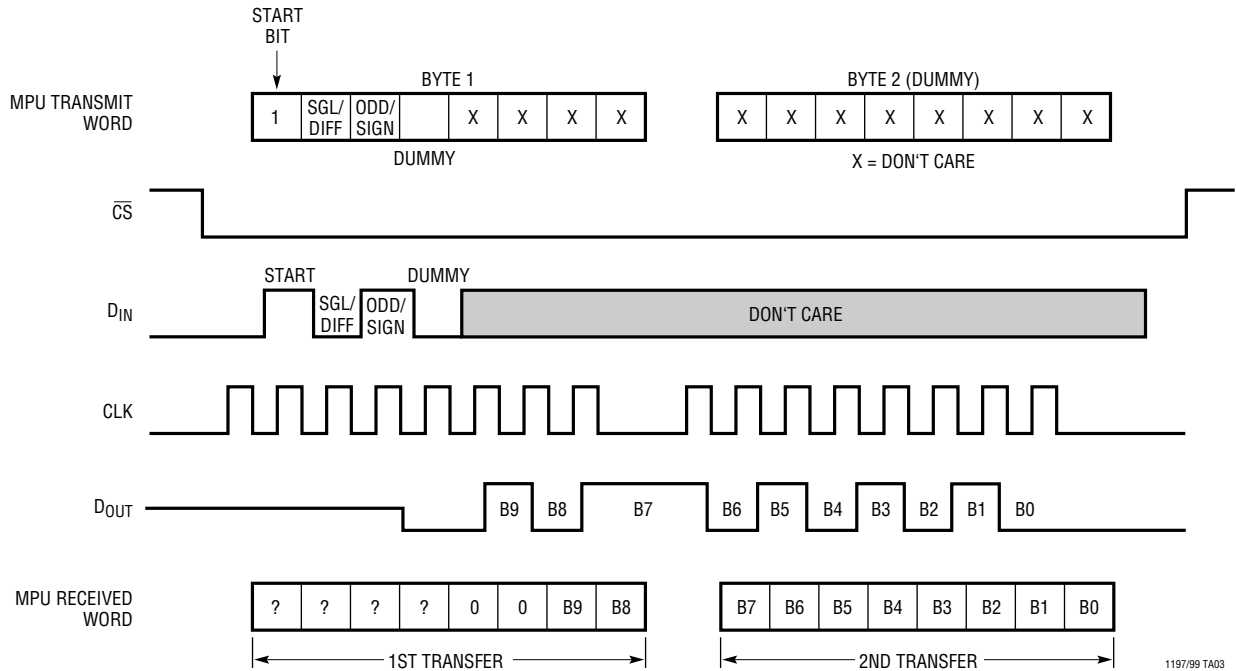 START
BIT
BYTE 1
BYTE 2 (DUMMY)
MPU TRANSMIT
WORD
1 SGL/DIFF ODD/SIGN X X X X
X X X X X X X X
DUMMY
X = DON'T CARE
CS
START
DUMMY
DIN
SGL/
DIFF
ODD/
SIGN
DON'T CARE
CLK
DOUT
B9 B8 B7 B6 B5 B4 B3 B2 B1 B0
MPU RECEIVED
WORD
? ? ? ? 0 0 B9 B8
B7 B6 B5 B4 B3 B2 B1 B0
1ST TRANSFER
2ND TRANSFER
1197/99 TA03